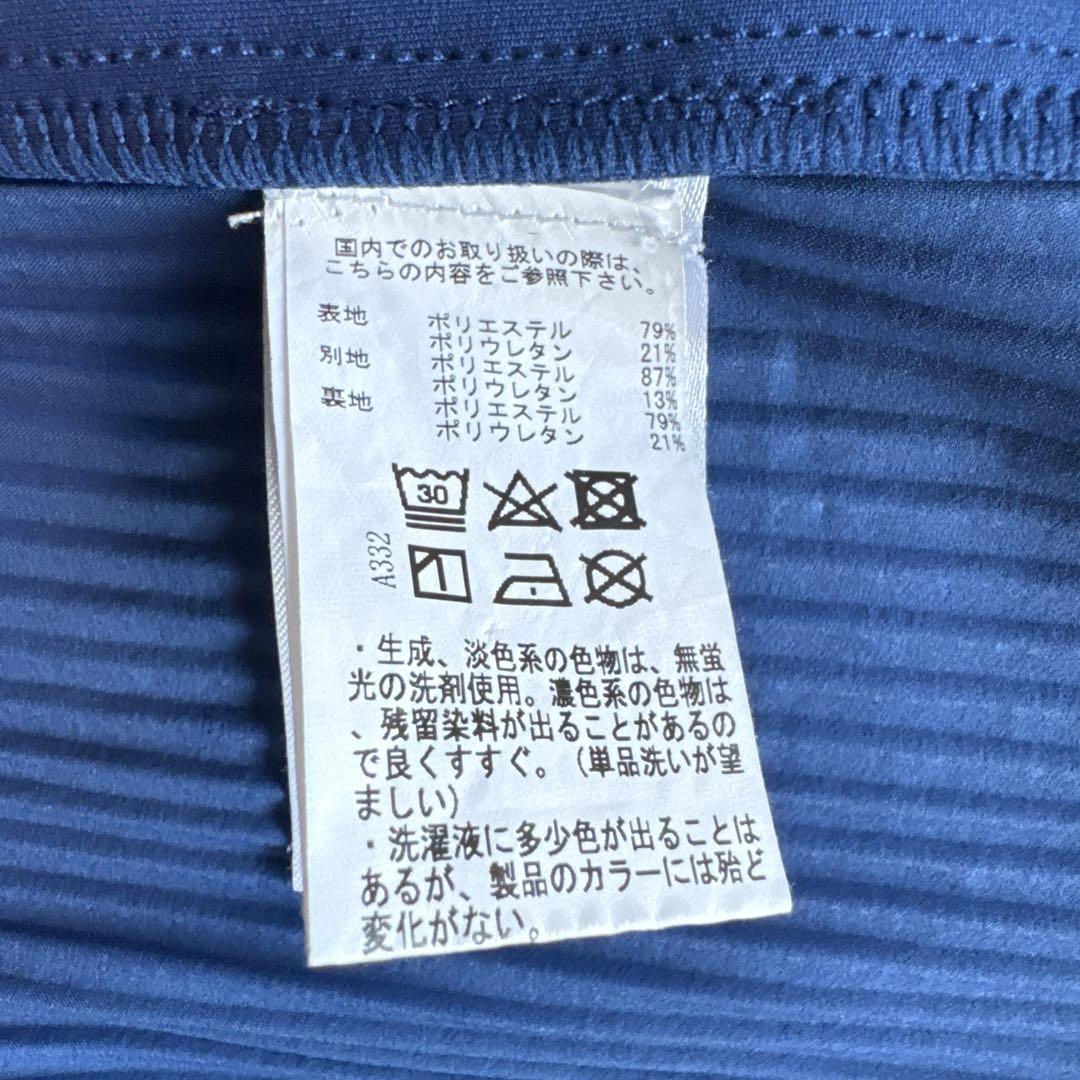 国内でのお取り扱いの際は、
こちらの内容をご参照下さい。
表地 ポリエステル 79%
ポリウレタン 21%
別地 ポリエステル 87%
ポリウレタン 13%
裏地 ポリエステル 79%
ポリウレタン 21%
30
A332
・生成、淡色系の色物は、無蛍
光の洗剤使用。濃色系の色物は
、残留染料が出ることがあるの
で良くすすぐ。(単品洗いが望
ましい)
・洗濯液に多少色が出ることは
あるが、製品のカラーには殆ど
変化がない。